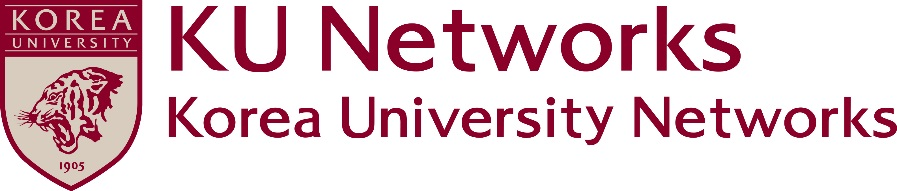 KOREA
UNIVERSITY
1905
KU Networks
Korea University Networks